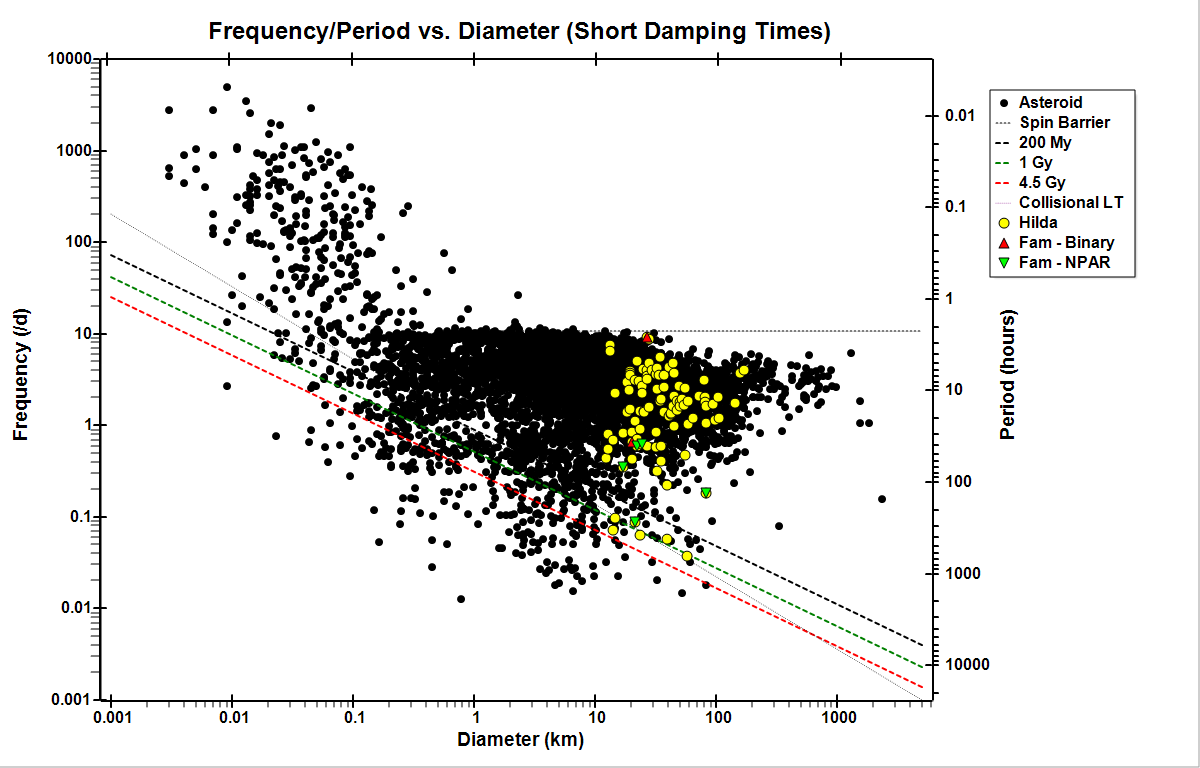 Frequency/Period vs. Diameter (Short Damping Times)
10000
1000
100
10
1
0.1
0.01
0.001
Frequency (/d)
0.001
0.01
0.1
1
10
100
1000
Diameter (km)
0.01
0.1
1
10
100
1000
10000
Period (hours)
Asteroid
Spin Barrier
200 My
1 Gy
4.5 Gy
Collisional LT
Hilda
Fam - Binary
Fam - NPAR